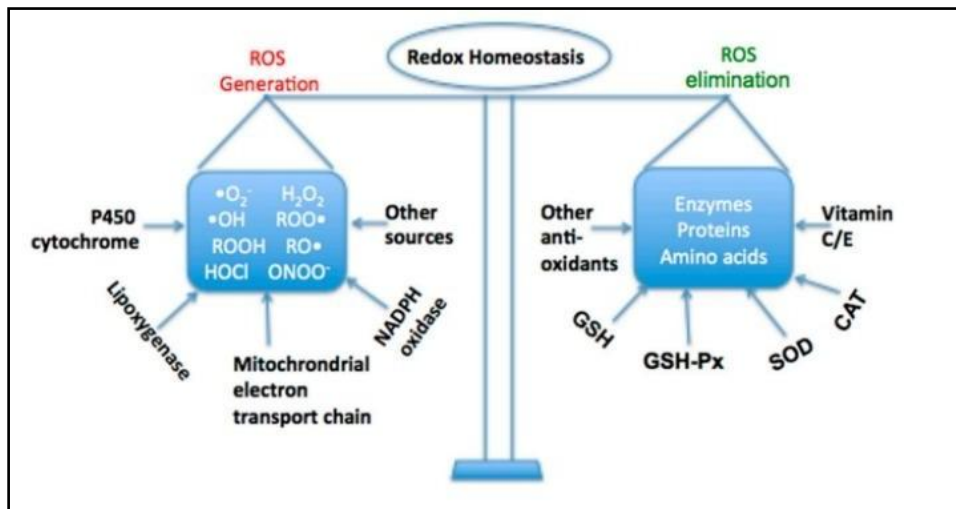 Redox Homeostasis
ROS
Generation
•O₂⁻ H₂O₂
•OH ROO•
ROOH RO•
HOCl ONOO⁻
P450
cytochrome
Other
sources
Lipoxygenase
Mitochrondrial
electron
transport chain
NADPH
oxidase
ROS
elimination
Enzymes
Proteins
Amino acids
Other
anti-
oxidants
Vitamin
C/E
GSH
GSH-Px
SOD
CAT